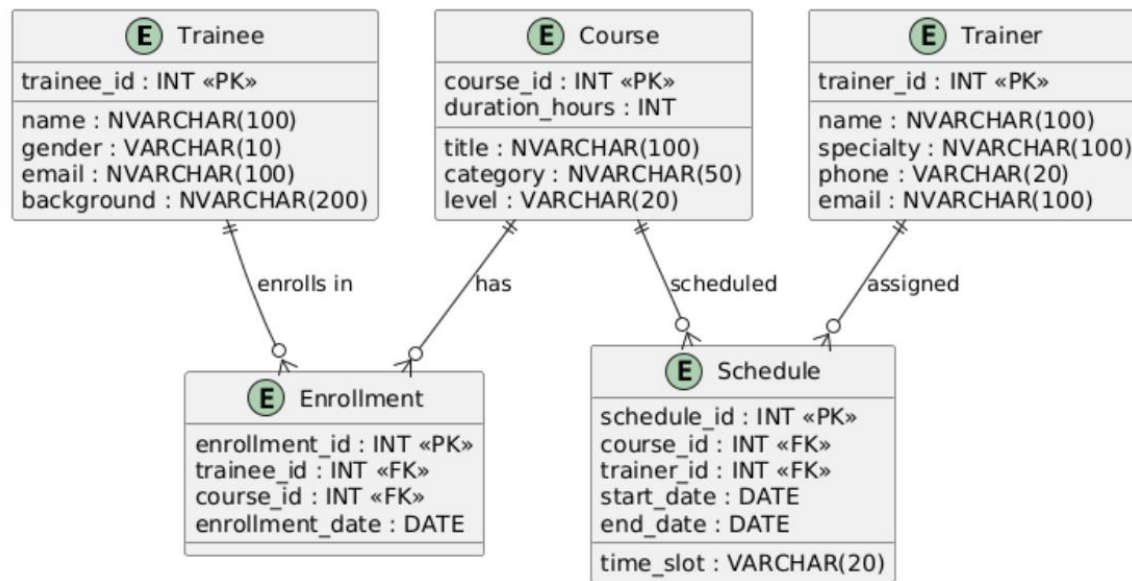 E Trainee
trainee_id : INT «PK»
name : NVARCHAR(100)
gender : VARCHAR(10)
email : NVARCHAR(100)
background : NVARCHAR(200)
E Course
course_id : INT «PK»
duration_hours : INT
title : NVARCHAR(100)
category : NVARCHAR(50)
level : VARCHAR(20)
E Trainer
trainer_id : INT «PK»
name : NVARCHAR(100)
specialty : NVARCHAR(100)
phone : VARCHAR(20)
email : NVARCHAR(100)
enrolls in
has
scheduled
assigned
E Enrollment
enrollment_id : INT «PK»
trainee_id : INT «FK»
course_id : INT «FK»
enrollment_date : DATE
E Schedule
schedule_id : INT «PK»
course_id : INT «FK»
trainer_id : INT «FK»
start_date : DATE
end_date : DATE
time_slot : VARCHAR(20)